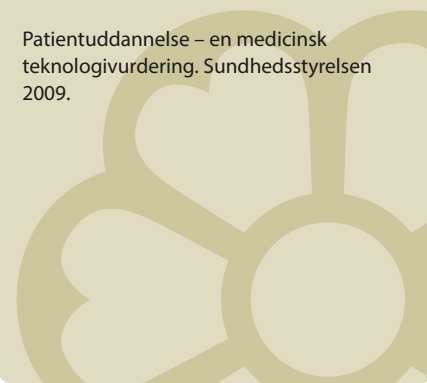 Patientuddannelse – en medicinsk
teknologivurdering. Sundhedsstyrelsen
2009.